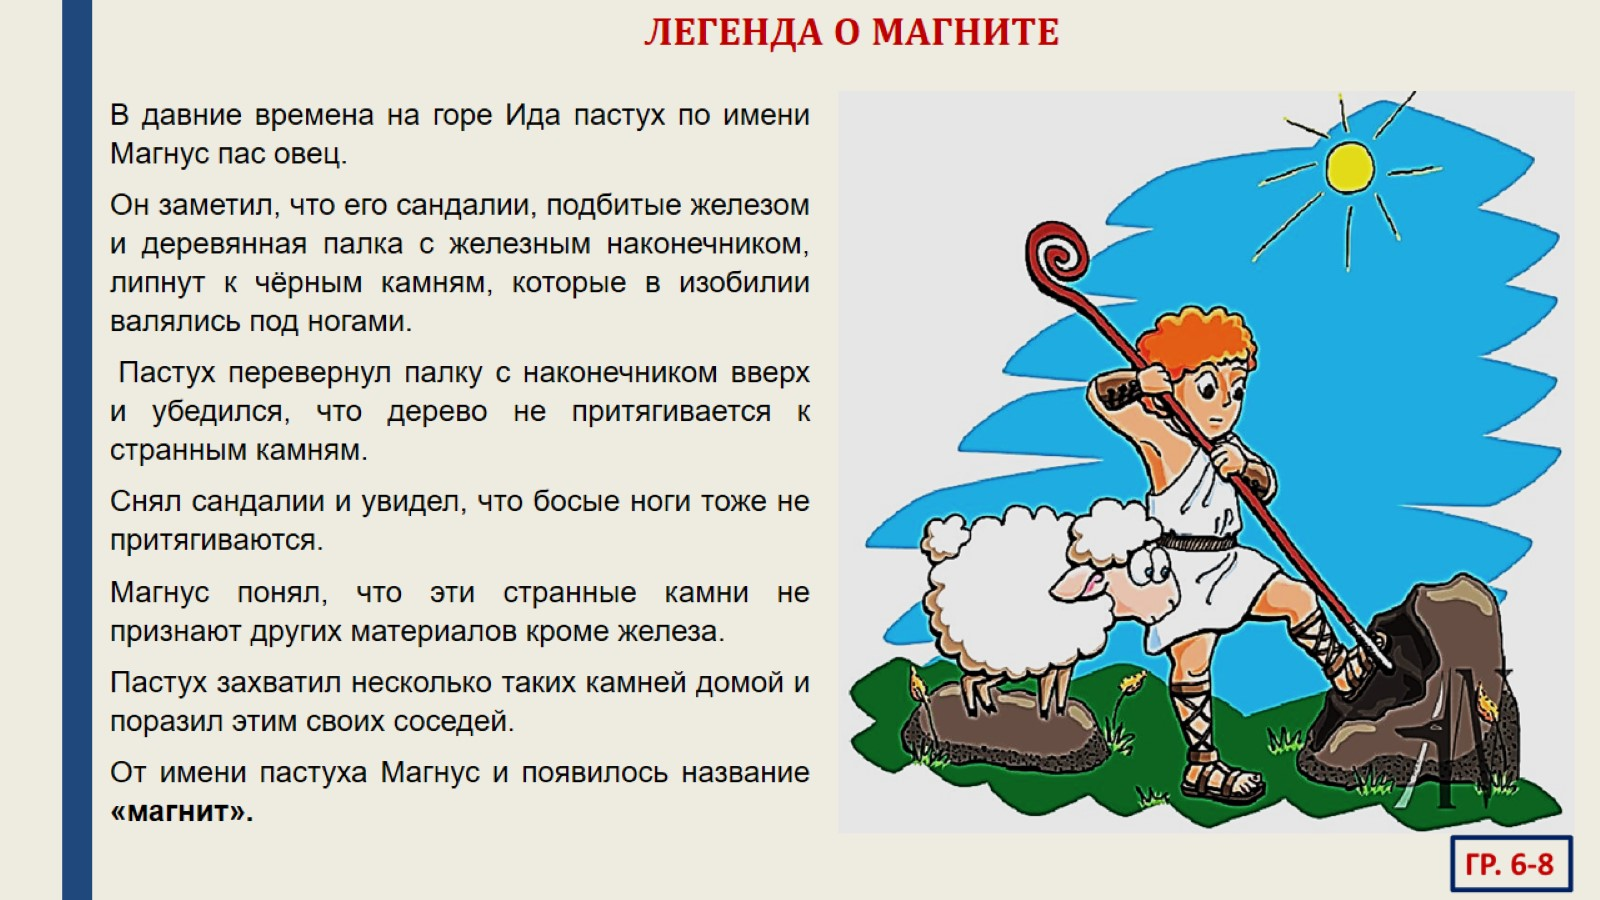 ЛЕГЕНДА О МАГНИТЕ
В давние времена на горе Ида пастух по имени
Магнус пас овец.
Он заметил, что его сандалии, подбитые железом
и деревянная палка с железным наконечником,
липнут к чёрным камням, которые в изобилии
валялись под ногами.
Пастух перевернул палку с наконечником вверх
и убедился, что дерево не притягивается к
странным камням.
Снял сандалии и увидел, что босые ноги тоже не
притягиваются.
Магнус понял, что эти странные камни не
признают других материалов кроме железа.
Пастух захватил несколько таких камней домой и
поразил этим своих соседей.
От имени пастуха Магнус и появилось название
«магнит».
ГР. 6-8